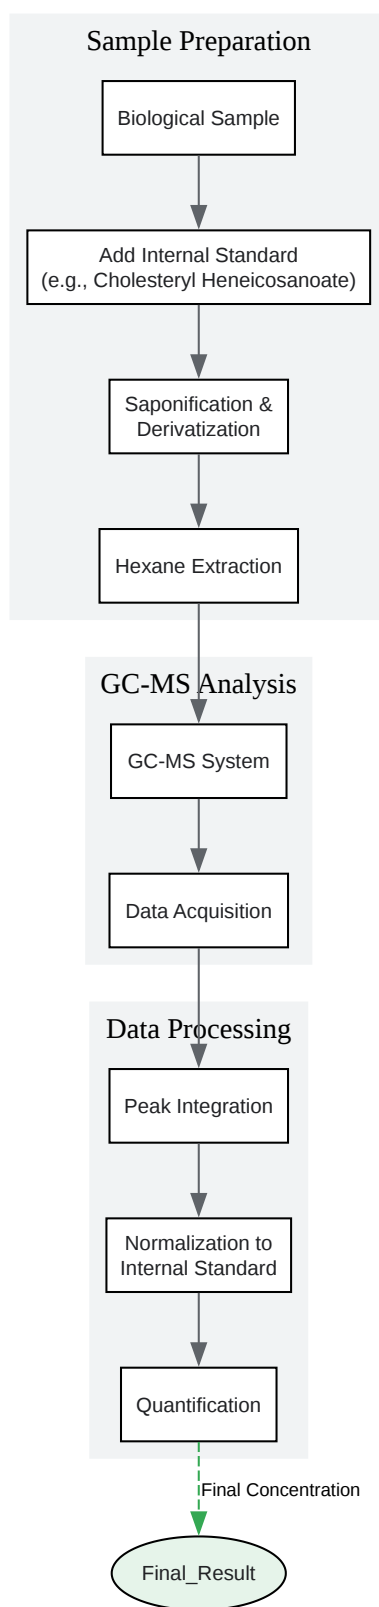 Sample Preparation
Biological Sample
Add Internal Standard
(e.g., Cholesteryl Heneicosanoate)
Saponification &
Derivatization
Hexane Extraction
GC-MS Analysis
GC-MS System
Data Acquisition
Data Processing
Peak Integration
Normalization to
Internal Standard
Quantification
Final Concentration
Final_Result